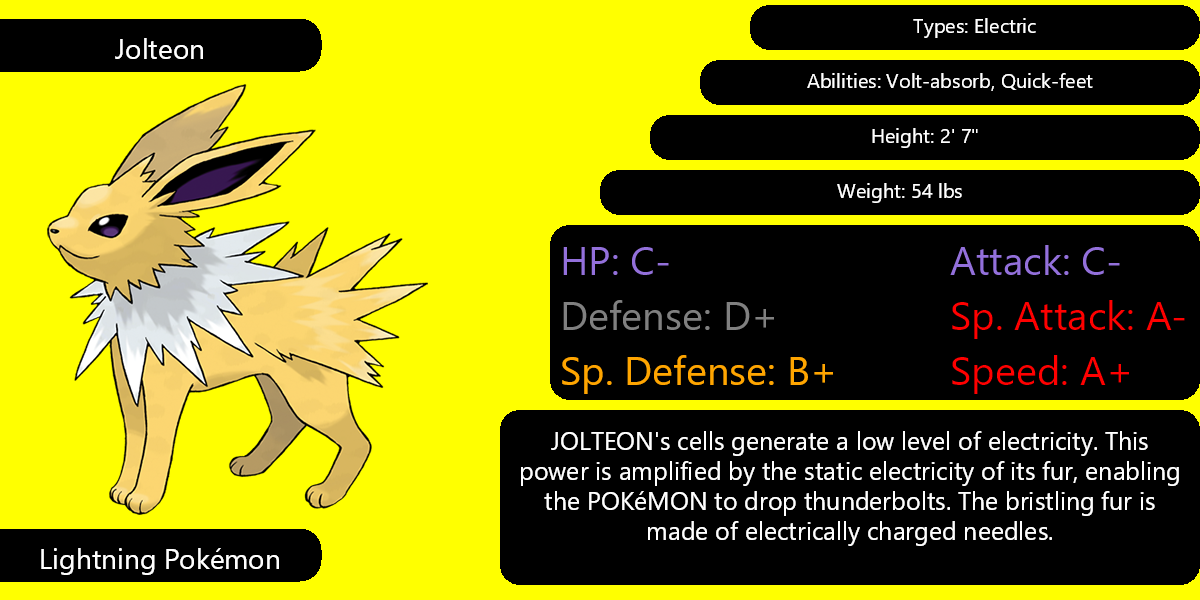 Jolteon
Types: Electric
Abilities: Volt-absorb, Quick-feet
Height: 2' 7"
Weight: 54 lbs
HP: C-
Attack: C-
Defense: D+
Sp. Attack: A-
Sp. Defense: B+
Speed: A+
JOLTEON's cells generate a low level of electricity. This
power is amplified by the static electricity of its fur, enabling
the POKéMON to drop thunderbolts. The bristling fur is
made of electrically charged needles.
Lightning Pokémon